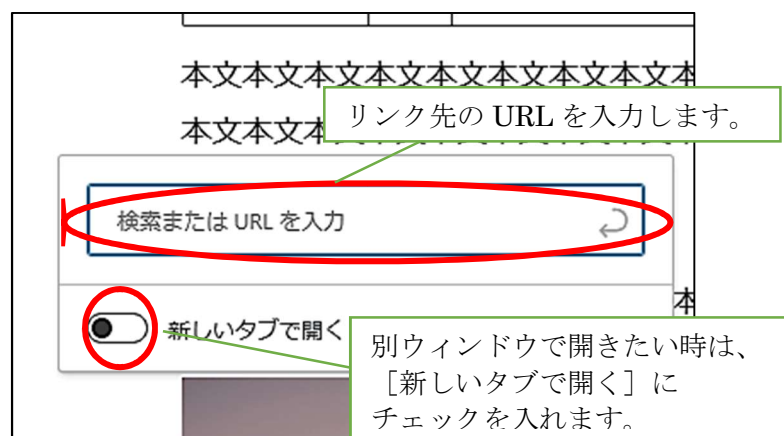 本文本文本文本文本文本文本文本文本
リンク先の URL を入力します。
本文本文本
検索または URL を入力
本
新しいタブで開く
別ウィンドウで開きたい時は、
［新しいタブで開く］に
チェックを入れます。